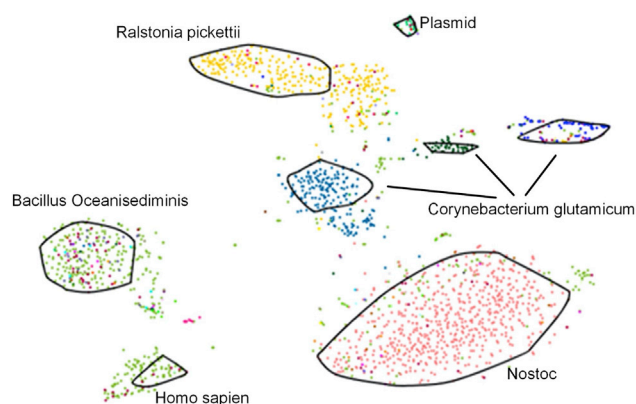 Plasmid
Ralstonia pickettii
Bacillus Oceanisediminis
Corynebacterium glutamicum
Nostoc
Homo sapien